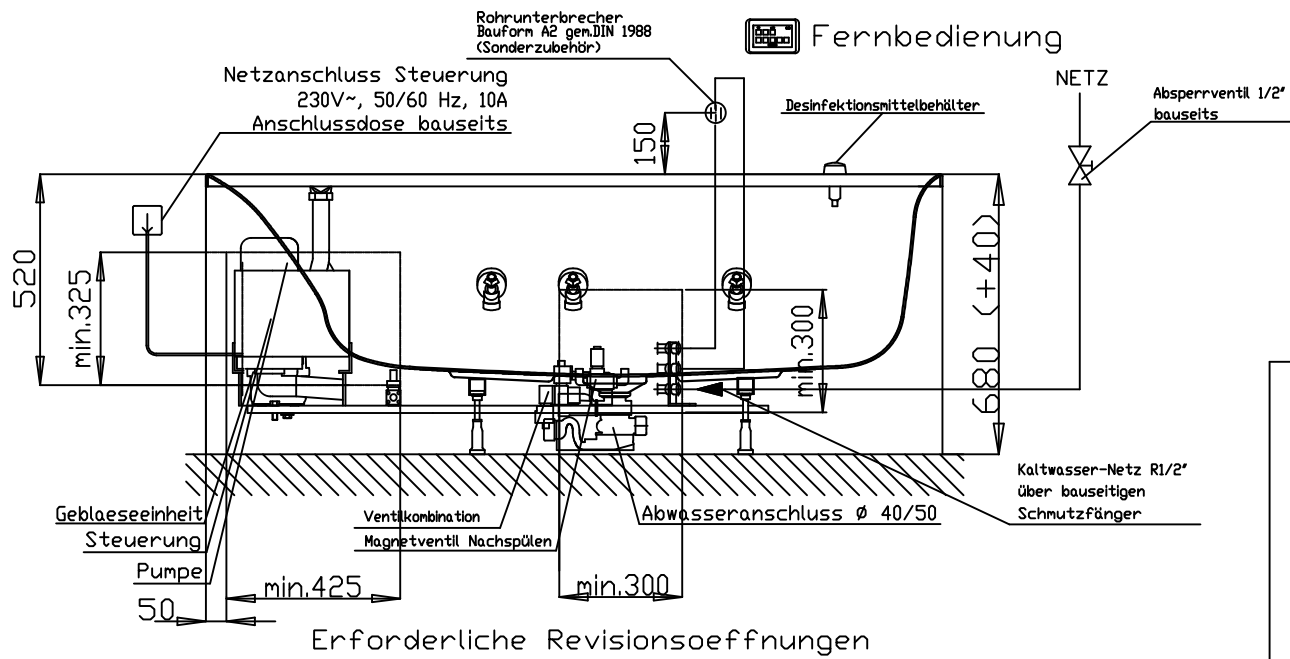 Rohrunterbrecher
Bauform A2 gem.DIN 1988
(Sonderzubehör)
Fernbedienung
Netzanschluss Steuerung
230V~, 50/60 Hz, 10A
Anschlussdose bauseits
NETZ
Absperrventil 1/2"
bauseits
Desinfektionsmittelbehälter
150
520
min.325
min.300
680 (+40)
Kaltwasser-Netz R1/2"
über bauseitigen
Schmutzfänger
Geblaeseeinheit
Steuerung
Pumpe
Ventilkombination
Magnetventil Nachspülen
Abwasseranschluss Ø 40/50
50
min.425
min.300
Erforderliche Revisionsoeffnungen